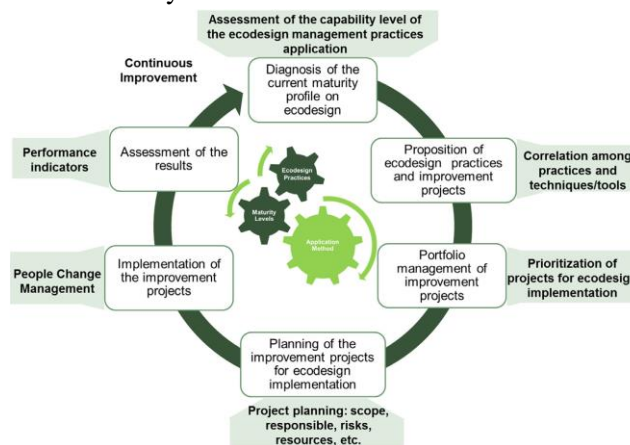 Assessment of the capability level of
the ecodesign management practices
application
Continuous
Improvement
Diagnosis of the
current maturity
profile on
ecodesign
Performance
indicators
Assessment of the
results
Ecodesign
Practices
Maturity
Levels
Application
Method
Proposition of
ecodesign practices
and improvement
projects
Correlation among
practices and
techniques/tools
People Change
Management
Implementation of
the improvement
projects
Portfolio
management of
improvement
projects
Prioritization of
projects for ecodesign
implementation
Planning of the
improvement projects
for ecodesign
implementation
Project planning: scope,
responsible, risks,
resources, etc.